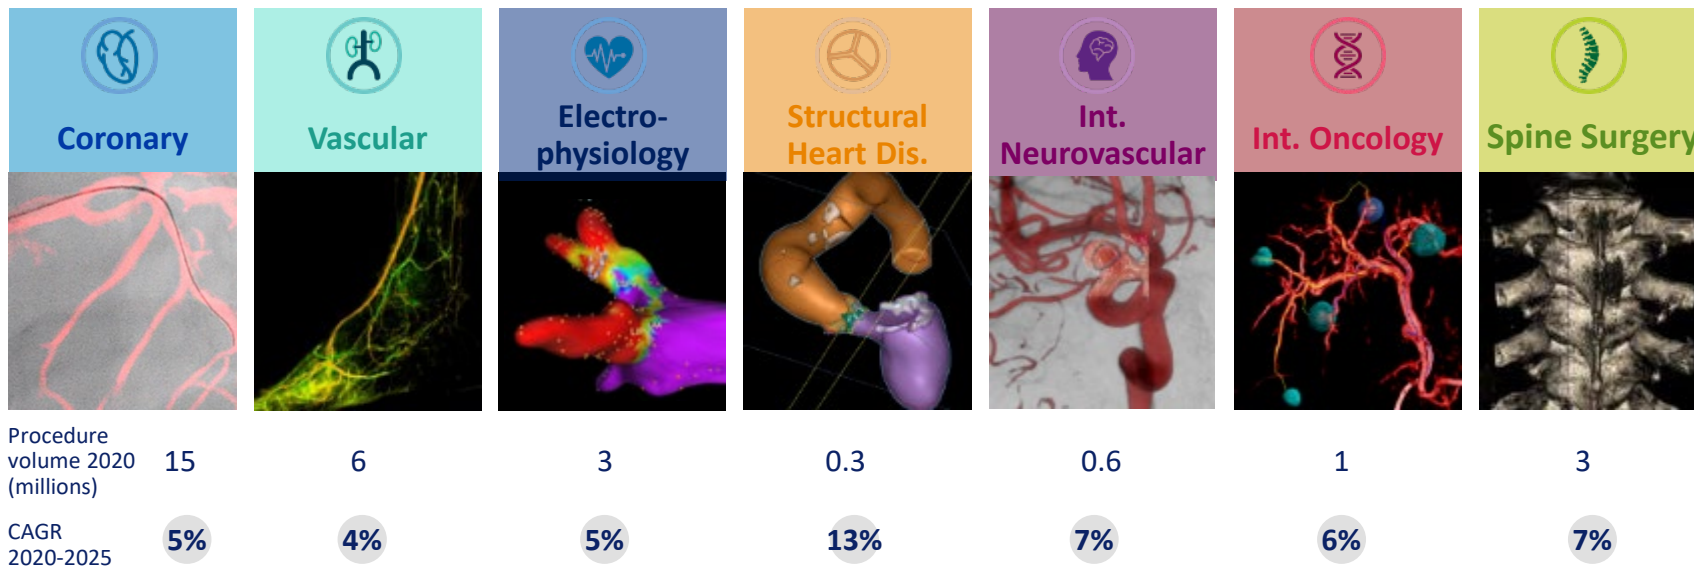 Coronary
Vascular
Electro-
physiology
Structural
Heart Dis.
Int.
Neurovascular
Int. Oncology
Spine Surgery
Procedure
volume 2020
(millions)
15
6
3
0.3
0.6
1
3
CAGR
2020-2025
5%
4%
5%
13%
7%
6%
7%